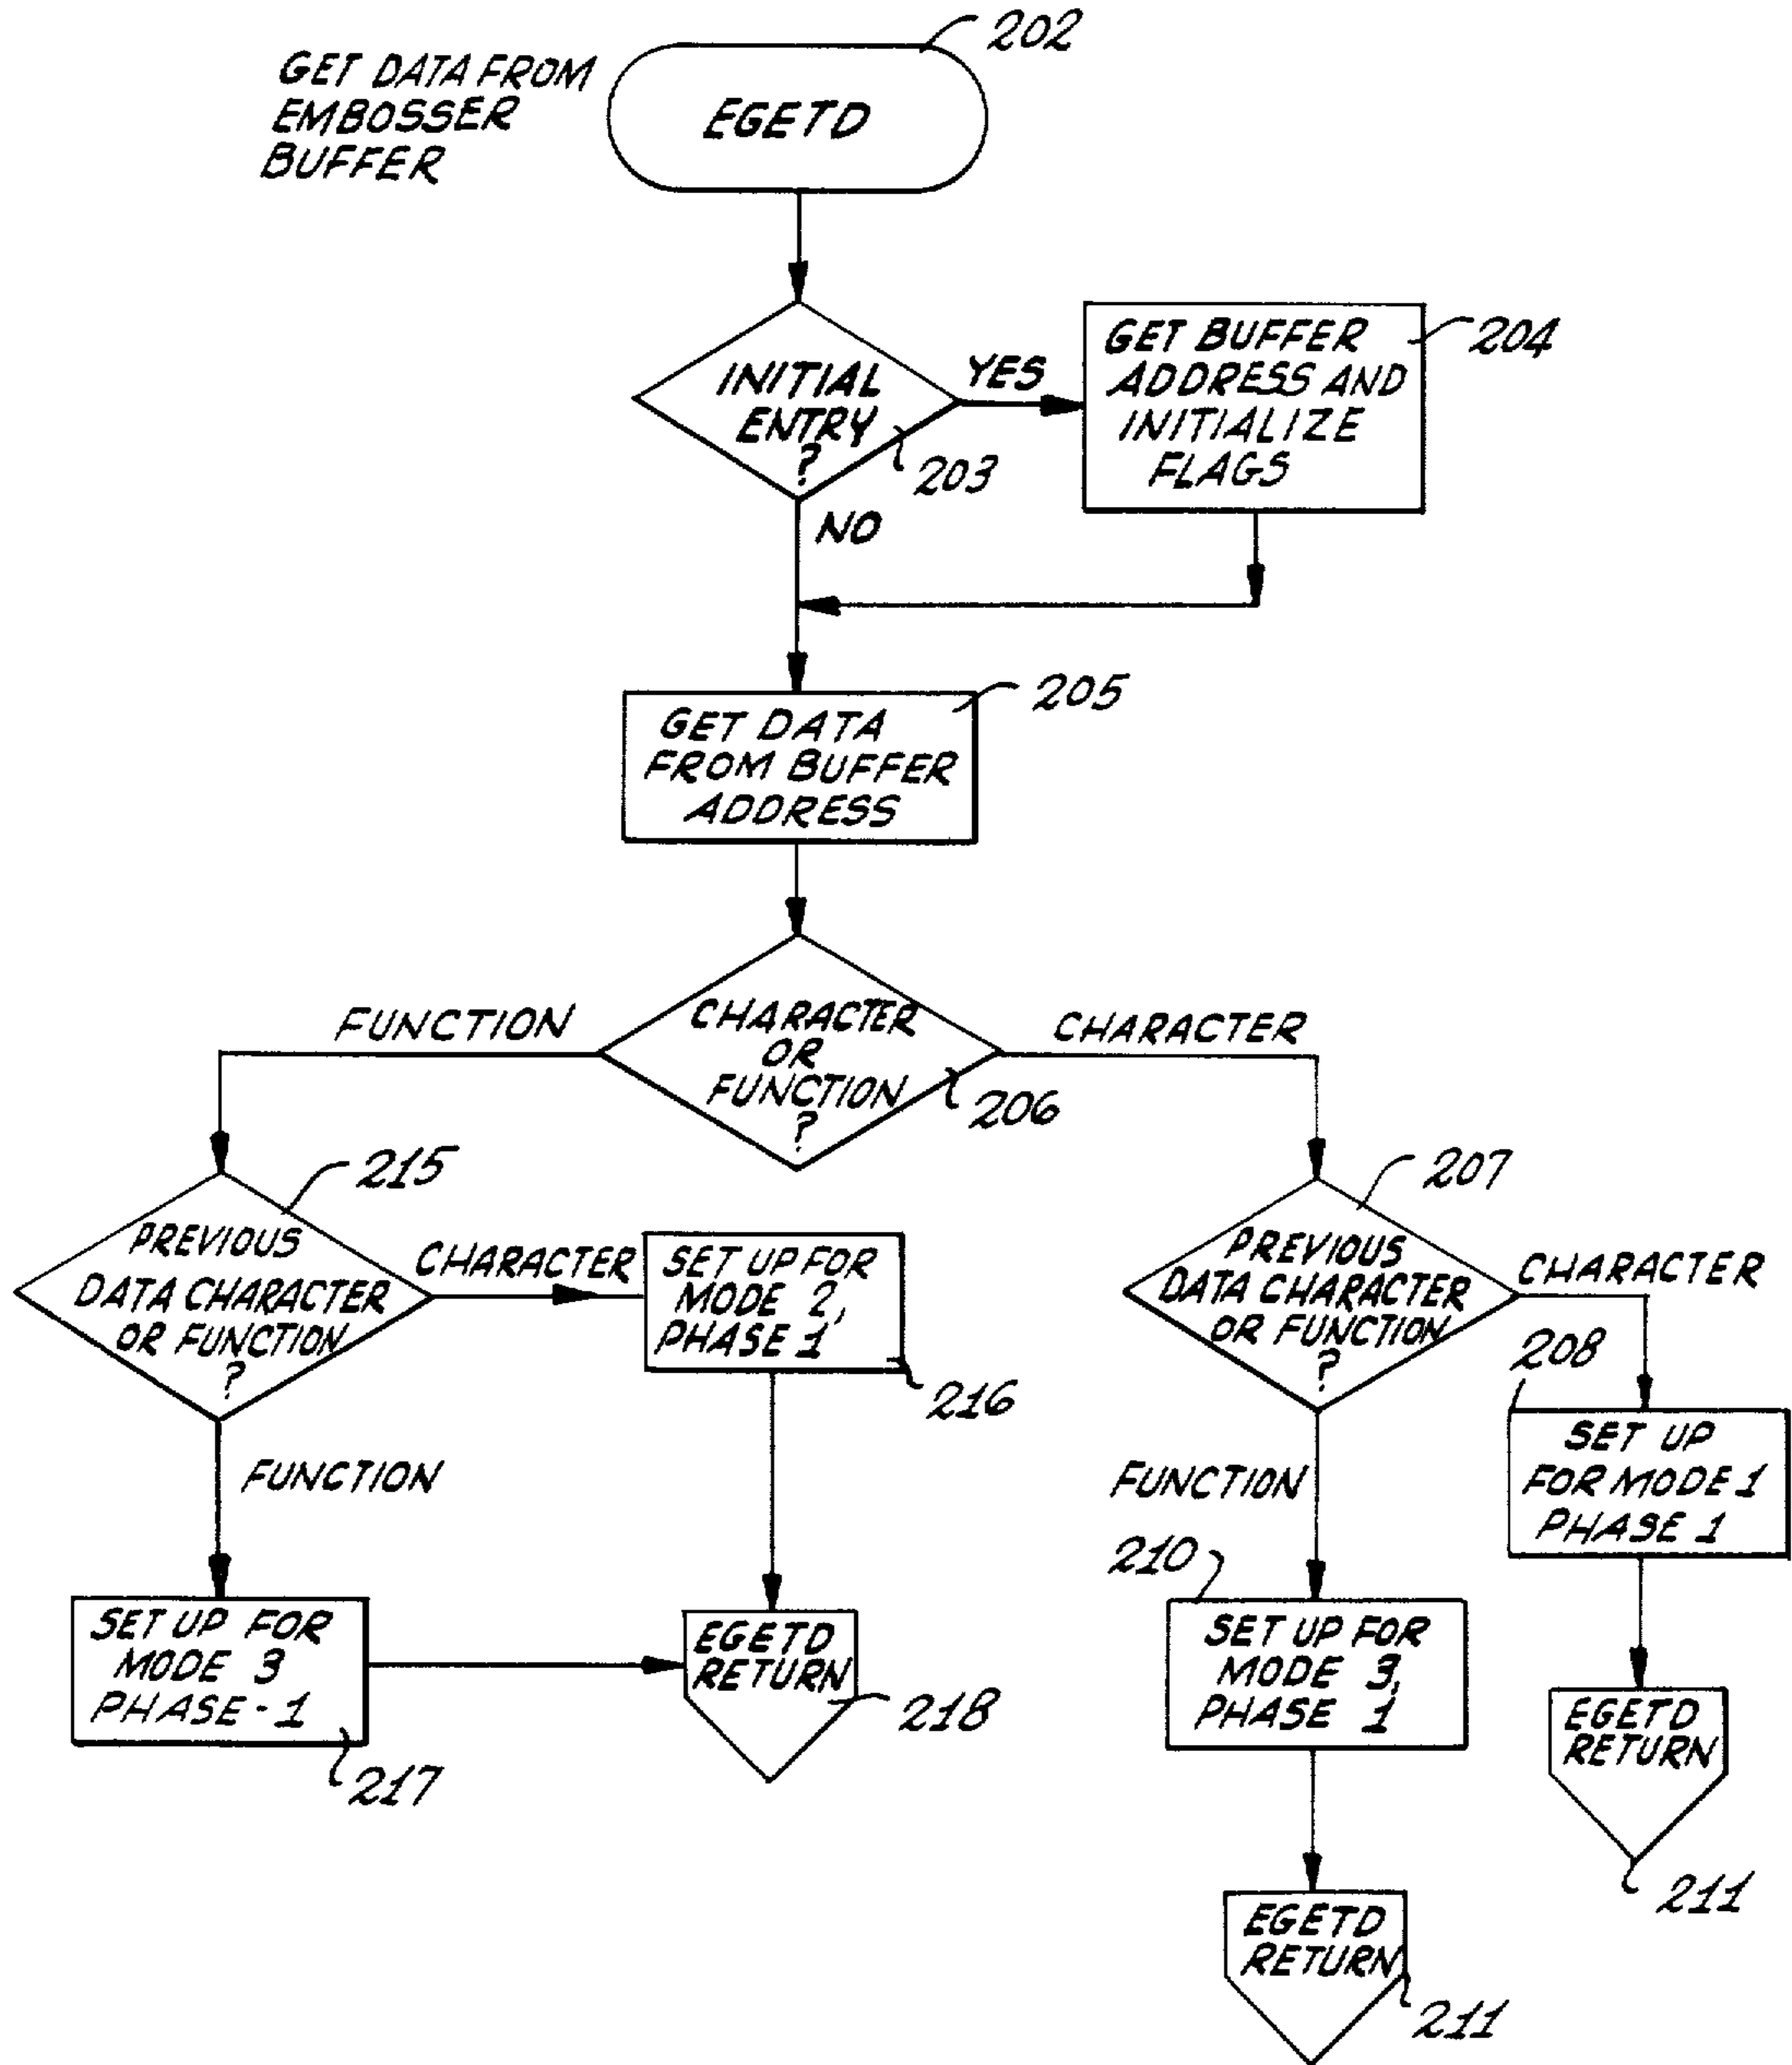 202
GET DATA FROM
EMBOSSER
BUFFER
EGETD
INITIAL
ENTRY
?
203
YES
NO
GET BUFFER
ADDRESS AND
INITIALIZE
FLAGS
204
205
GET DATA
FROM BUFFER
ADDRESS
FUNCTION
CHARACTER
OR
FUNCTION
?
206
CHARACTER
215
PREVIOUS
DATA CHARACTER
OR FUNCTION
?
CHARACTER
SET UP FOR
MODE 2,
PHASE 1
216
207
PREVIOUS
DATA CHARACTER
OR FUNCTION
?
CHARACTER
208
SET UP
FOR MODE 1
PHASE 1
FUNCTION
FUNCTION
210
SET UP FOR
MODE 3
PHASE-1
217
EGETD
RETURN
218
SET UP FOR
MODE 3,
PHASE 1
EGETD
RETURN
211
EGETD
RETURN
211